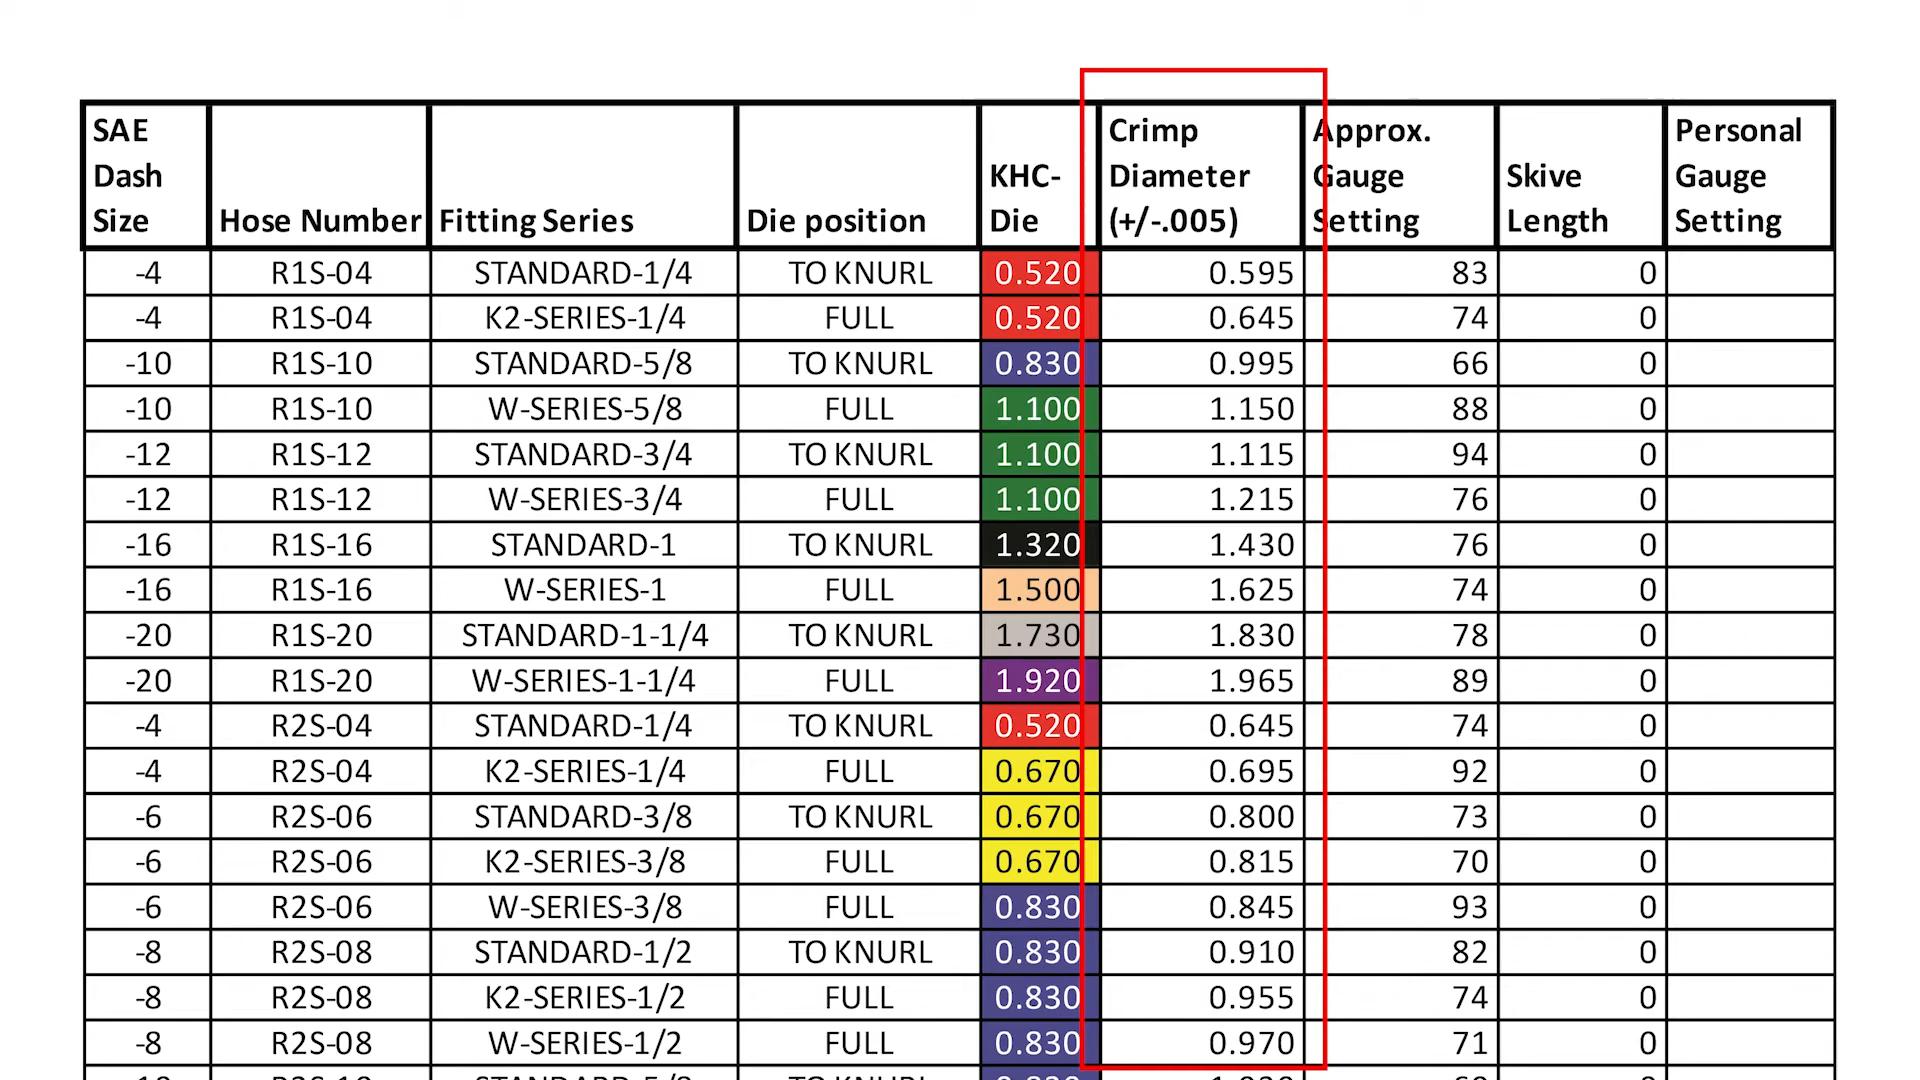 SAE Dash Size | Hose Number | Fitting Series | Die position | KHC-Die | Crimp Diameter (+/-.005) | Approx. Gauge Setting | Skive Length | Personal Gauge Setting
-4 R1S-04 STANDARD-1/4 TO KNURL 0.520 0.595 83 0
-4 R1S-04 K2-SERIES-1/4 FULL 0.520 0.645 74 0
-10 R1S-10 STANDARD-5/8 TO KNURL 0.830 0.995 66 0
-10 R1S-10 W-SERIES-5/8 FULL 1.100 1.150 88 0
-12 R1S-12 STANDARD-3/4 TO KNURL 1.100 1.115 94 0
-12 R1S-12 W-SERIES-3/4 FULL 1.100 1.215 76 0
-16 R1S-16 STANDARD-1 TO KNURL 1.320 1.430 76 0
-16 R1S-16 W-SERIES-1 FULL 1.500 1.625 74 0
-20 R1S-20 STANDARD-1-1/4 TO KNURL 1.730 1.830 78 0
-20 R1S-20 W-SERIES-1-1/4 FULL 1.920 1.965 89 0
-4 R2S-04 STANDARD-1/4 TO KNURL 0.520 0.645 74 0
-4 R2S-04 K2-SERIES-1/4 FULL 0.670 0.695 92 0
-6 R2S-06 STANDARD-3/8 TO KNURL 0.670 0.800 73 0
-6 R2S-06 K2-SERIES-3/8 FULL 0.670 0.815 70 0
-6 R2S-06 W-SERIES-3/8 FULL 0.830 0.845 93 0
-8 R2S-08 STANDARD-1/2 TO KNURL 0.830 0.910 82 0
-8 R2S-08 K2-SERIES-1/2 FULL 0.830 0.955 74 0
-8 R2S-08 W-SERIES-1/2 FULL 0.830 0.970 71 0